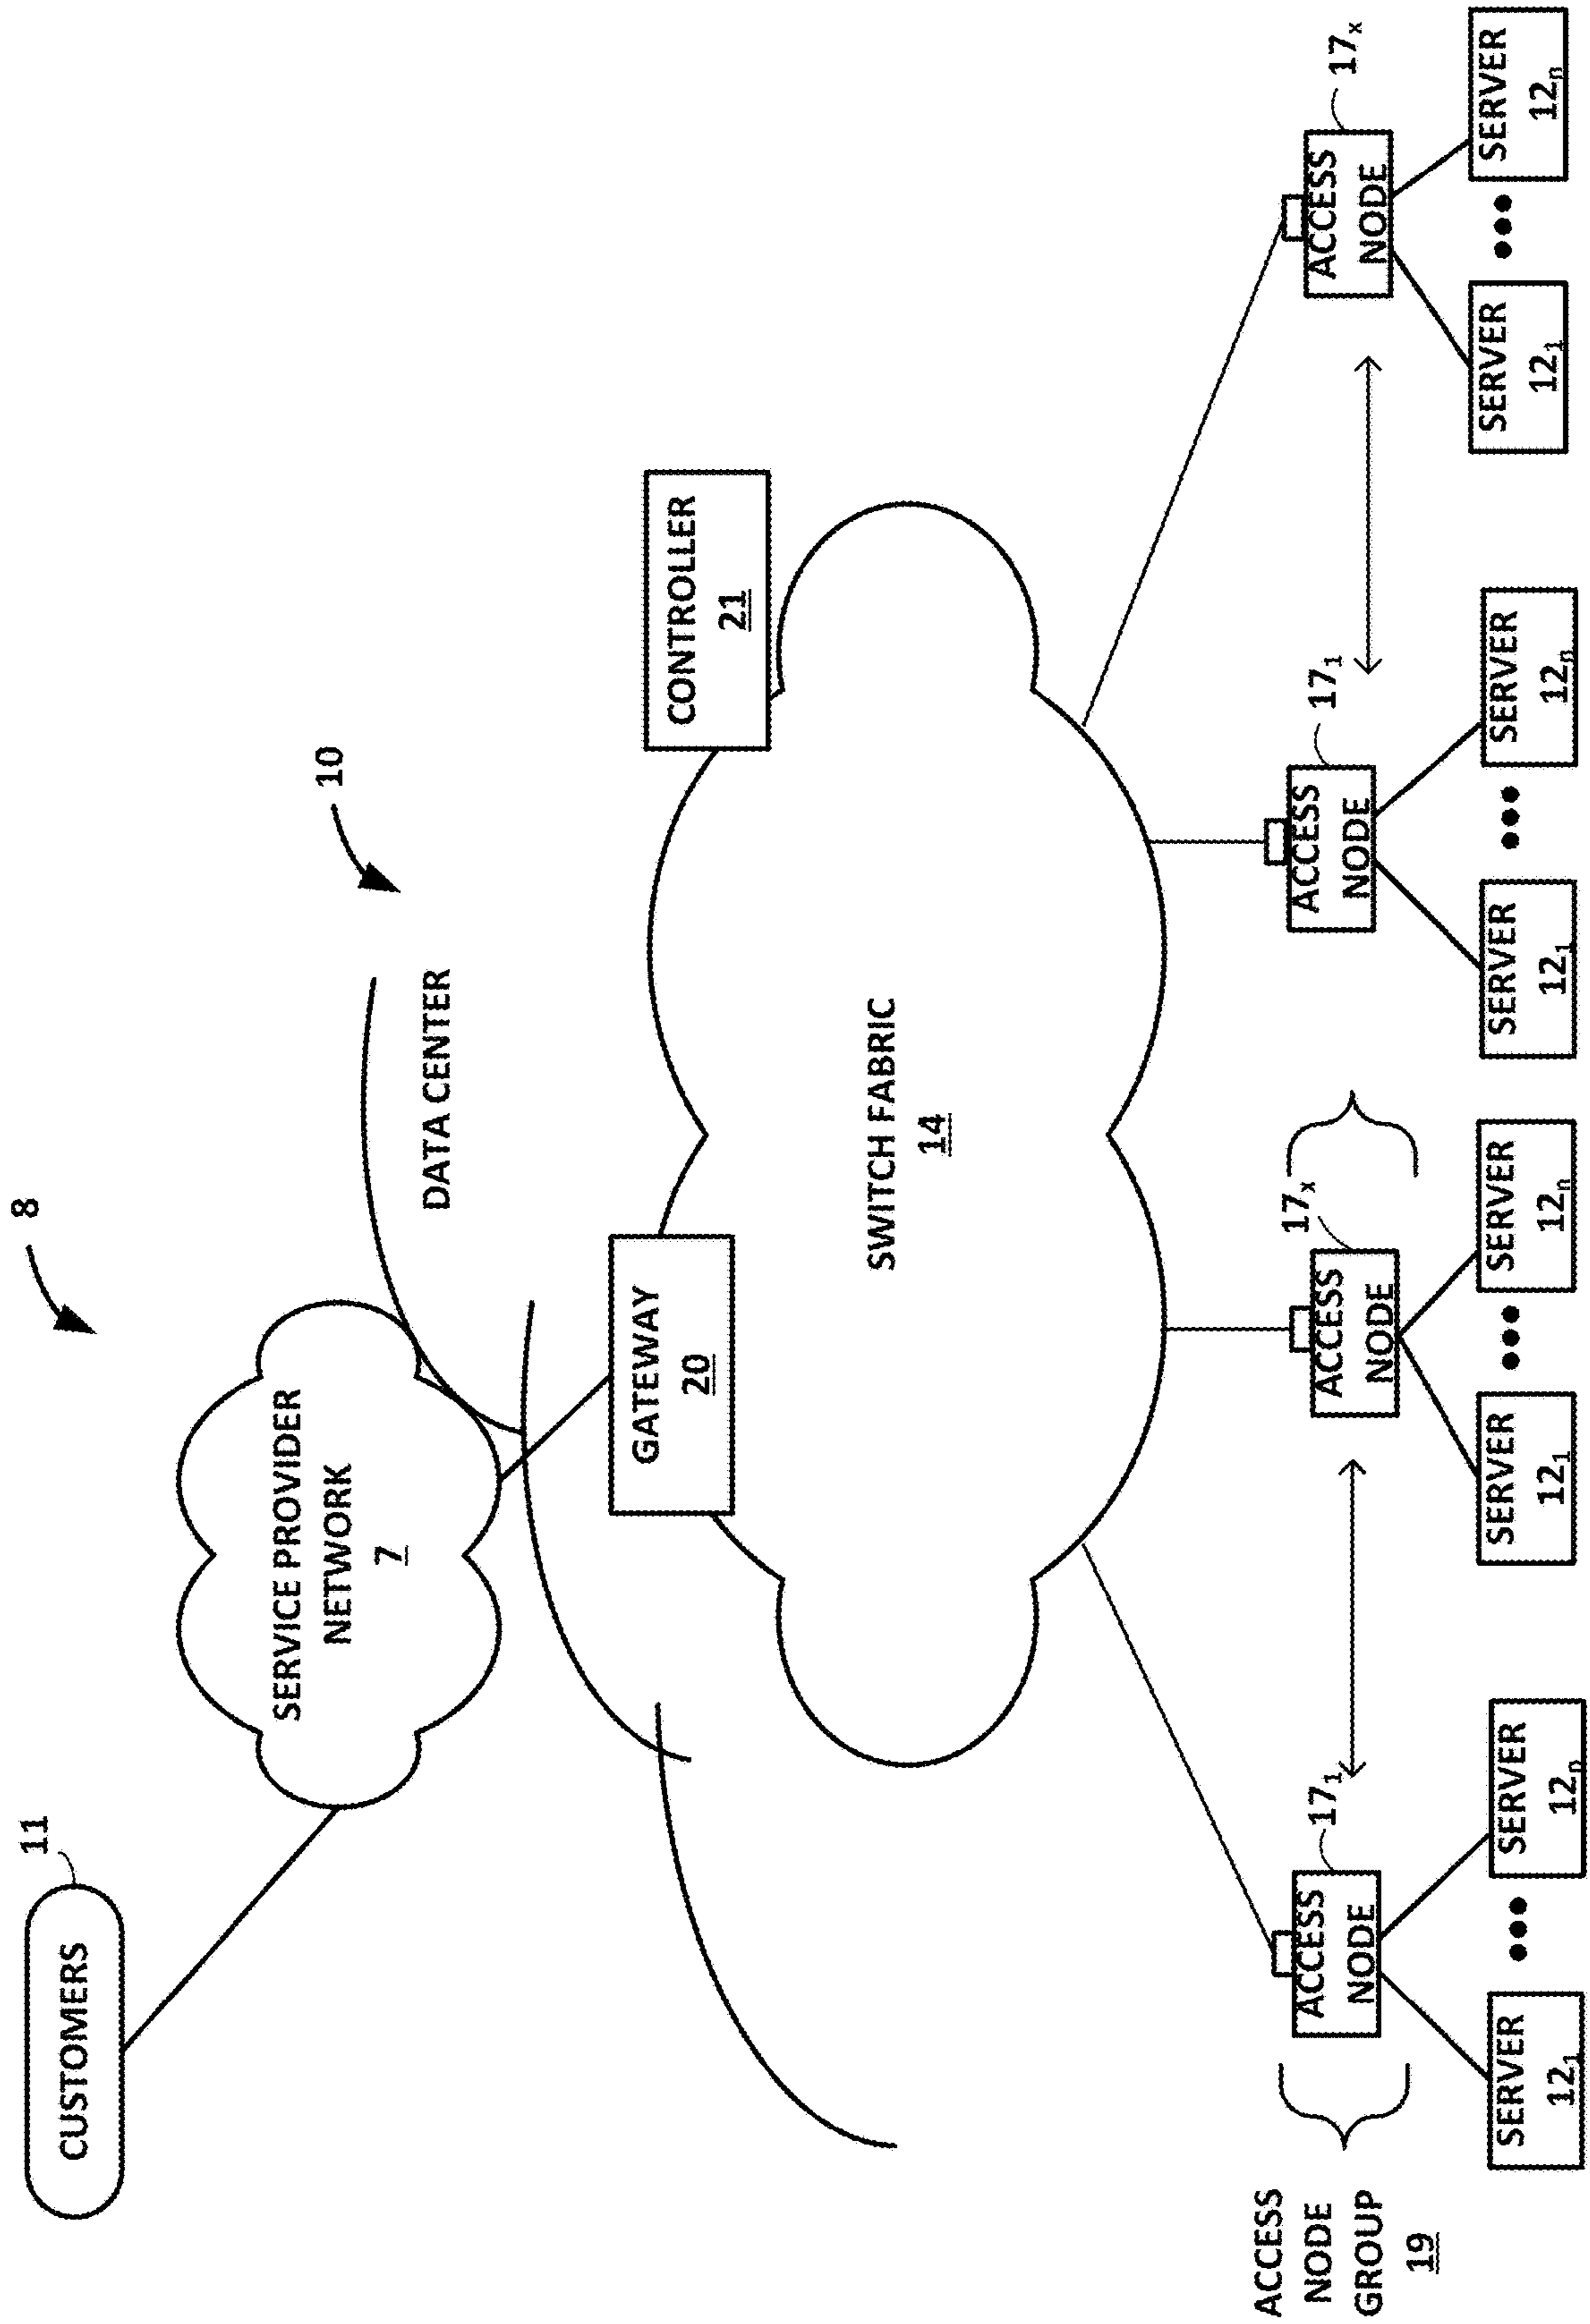 8
CUSTOMERS
11
SERVICE PROVIDER
NETWORK
7
10
DATA CENTER
GATEWAY
20
CONTROLLER
21
SWITCH FABRIC
14
ACCESS
NODE
GROUP
19
ACCESS
NODE
17₁
ACCESS
NODE
17ₓ
ACCESS
NODE
17₁
ACCESS
NODE
17ₓ
SERVER
12₁
SERVER
12ₙ
SERVER
12₁
SERVER
12ₙ
SERVER
12₁
SERVER
12ₙ
SERVER
12₁
SERVER
12ₙ